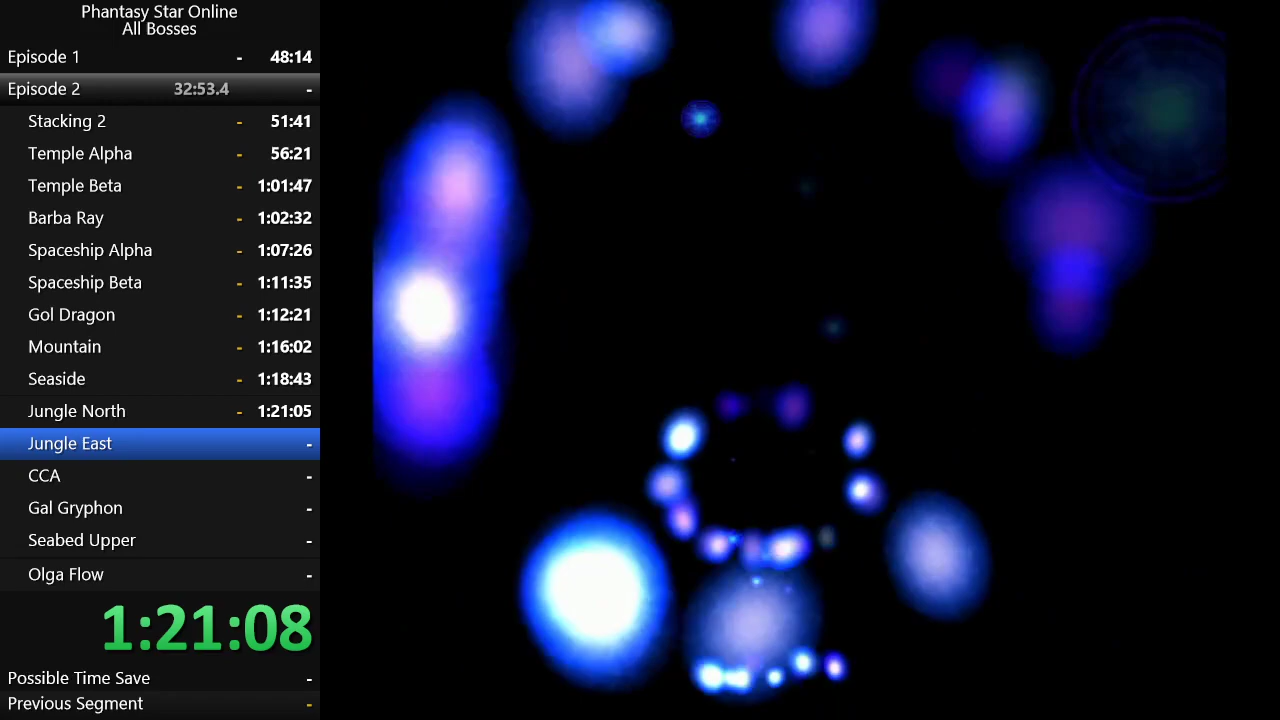 Phantasy Star Online
All Bosses
Episode 1 - 48:14
Episode 2 32:53.4 -
Stacking 2 - 51:41
Temple Alpha - 56:21
Temple Beta - 1:01:47
Barba Ray - 1:02:32
Spaceship Alpha - 1:07:26
Spaceship Beta - 1:11:35
Gol Dragon - 1:12:21
Mountain - 1:16:02
Seaside - 1:18:43
Jungle North - 1:21:05
Jungle East -
CCA -
Gal Gryphon -
Seabed Upper -
Olga Flow -
1:21:08
Possible Time Save -
Previous Segment -